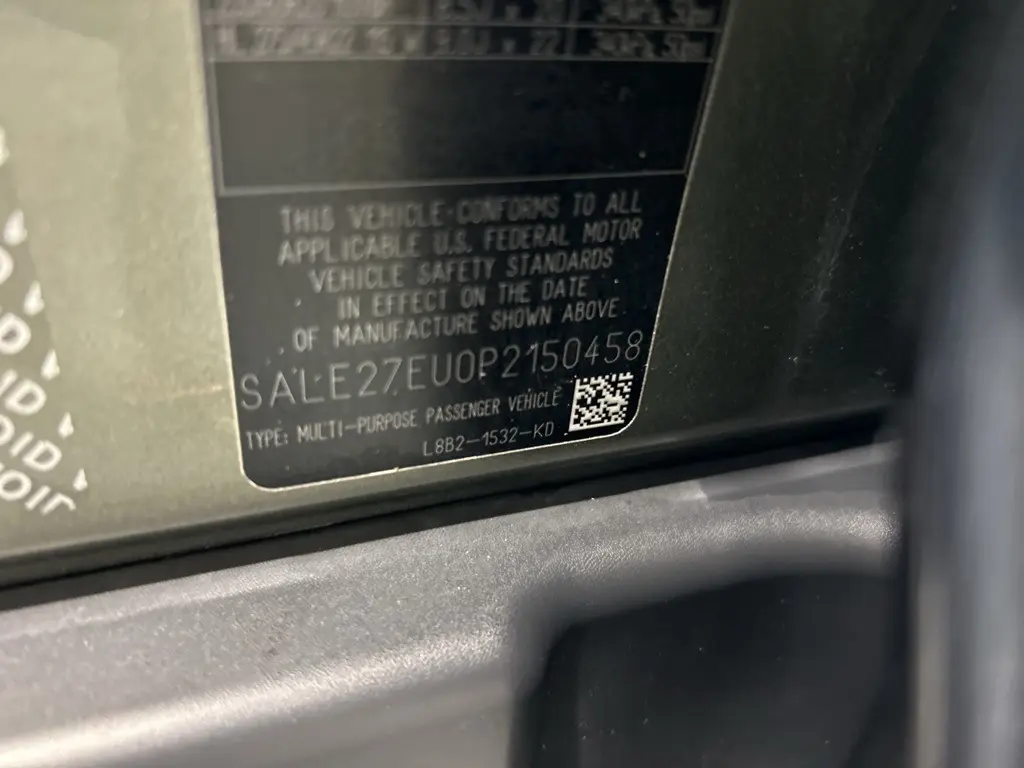 THIS VEHICLE CONFORMS TO ALL
APPLICABLE U.S. FEDERAL MOTOR
VEHICLE SAFETY STANDARDS
IN EFFECT ON THE DATE
OF MANUFACTURE SHOWN ABOVE
SALE27EU0P2150458
TYPE: MULTI-PURPOSE PASSENGER VEHICLE
L8B2-1532-KD